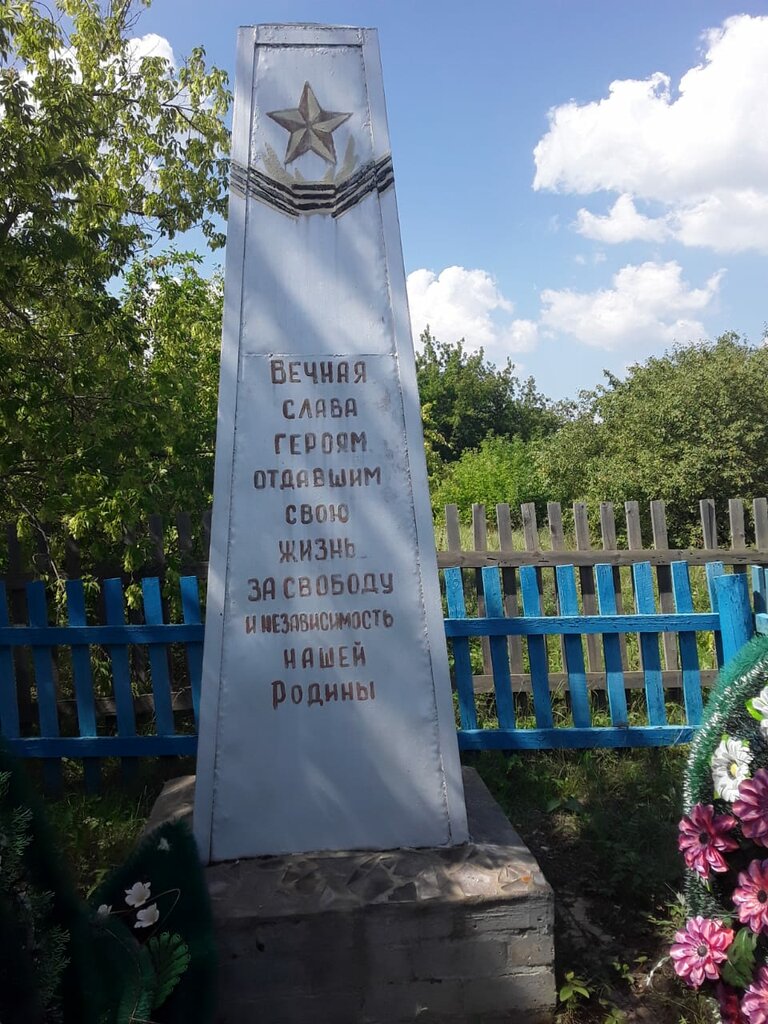 Вечная
слава
героям
отдавшим
свою
жизнь
за свободу
и независимость
нашей
Родины